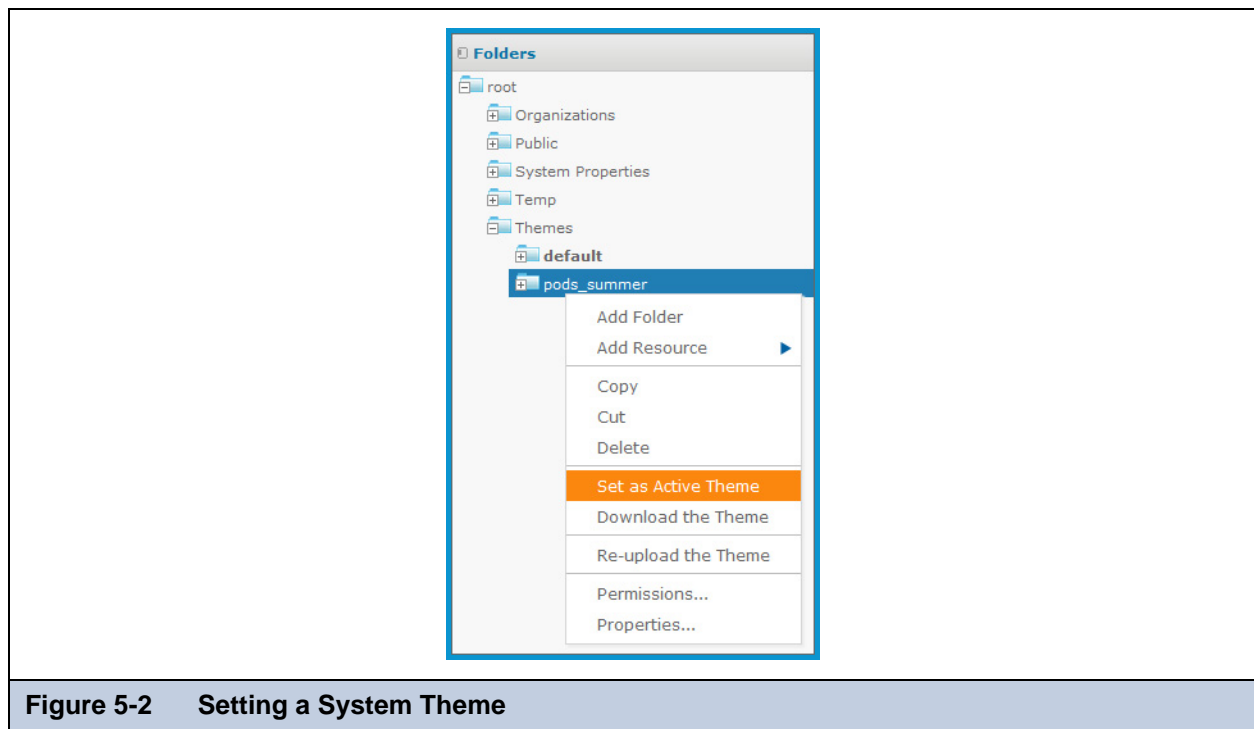 Folders
root
Organizations
Public
System Properties
Temp
Themes
default
pods_summer
Add Folder
Add Resource
Copy
Cut
Delete
Set as Active Theme
Download the Theme
Re-upload the Theme
Permissions...
Properties...
Figure 5-2 Setting a System Theme